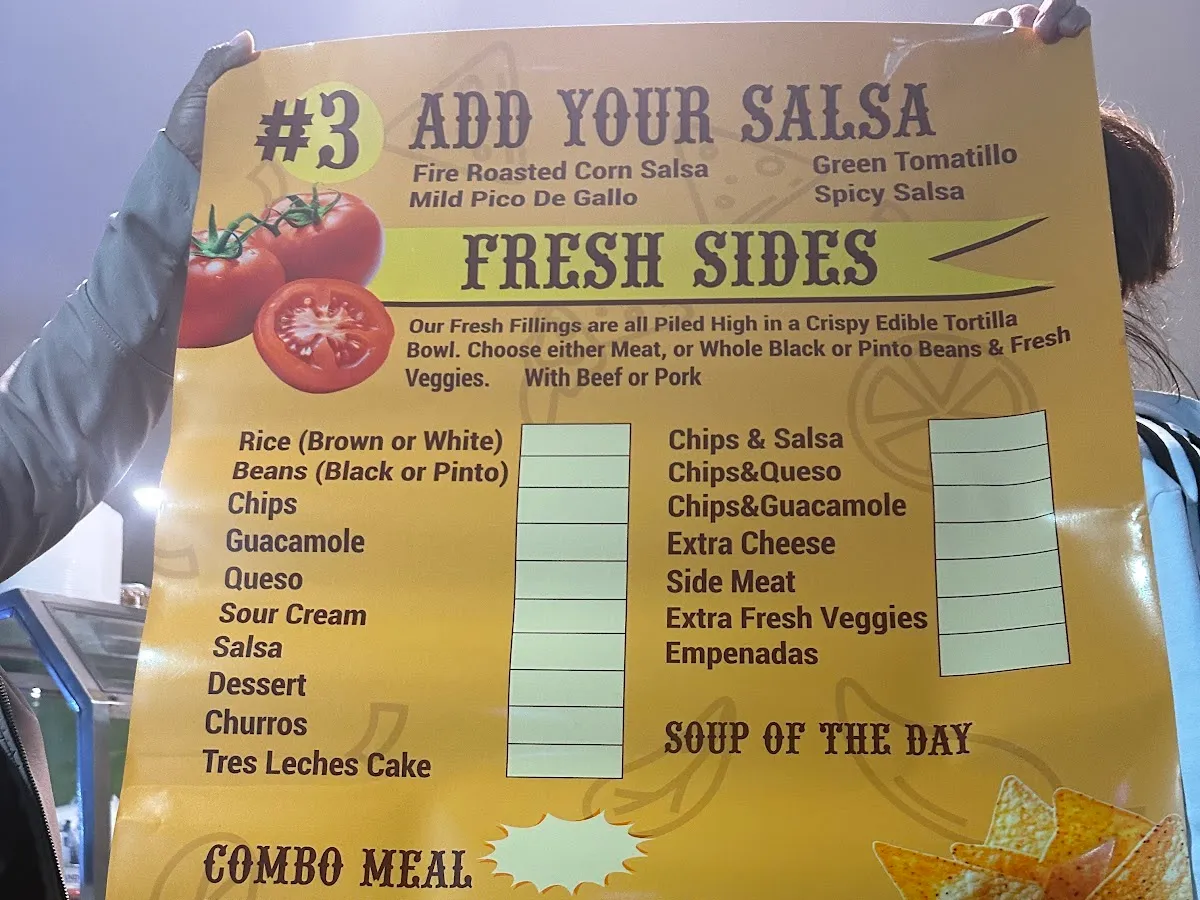 #3 ADD YOUR SALSA
Fire Roasted Corn Salsa Green Tomatillo
Mild Pico De Gallo Spicy Salsa
FRESH SIDES
Our Fresh Fillings are all Piled High in a Crispy Edible Tortilla
Bowl. Choose either Meat, or Whole Black or Pinto Beans & Fresh
Veggies. With Beef or Pork
Rice (Brown or White)
Beans (Black or Pinto)
Chips
Guacamole
Queso
Sour Cream
Salsa
Dessert
Churros
Tres Leches Cake
Chips & Salsa
Chips&Queso
Chips&Guacamole
Extra Cheese
Side Meat
Extra Fresh Veggies
Empenadas
SOUP OF THE DAY
COMBO MEAL